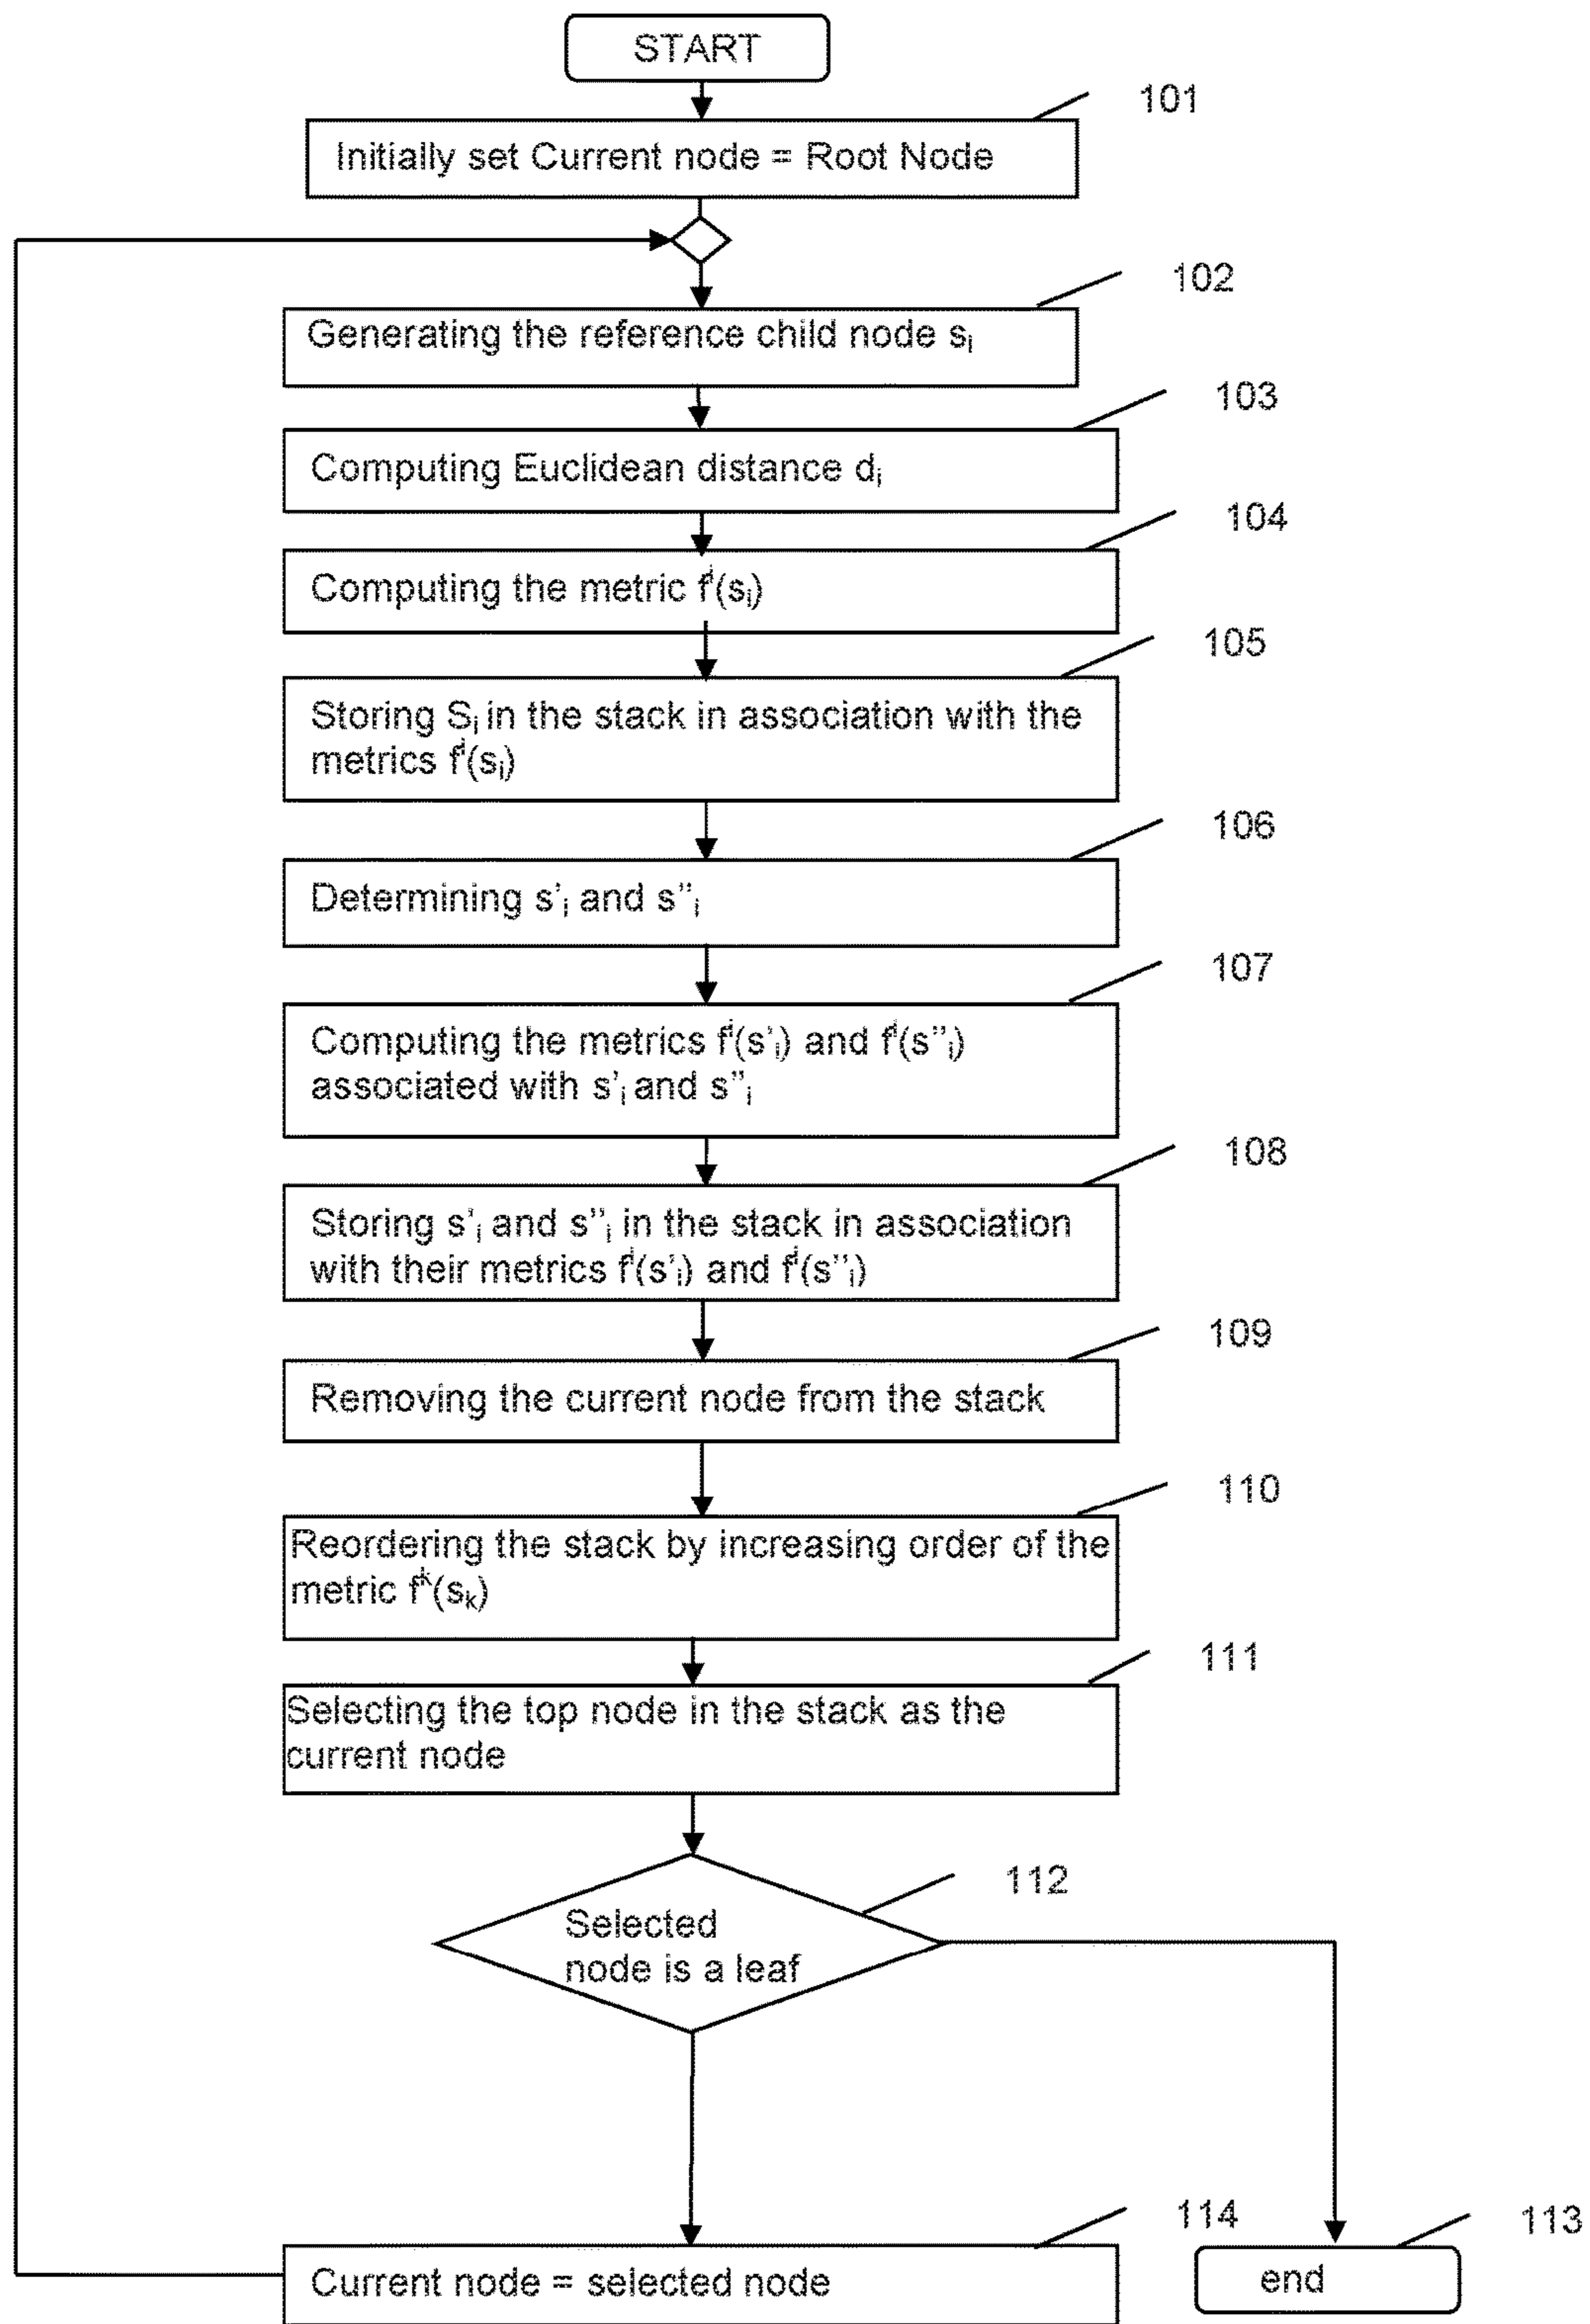 START
101
Initially set Current node = Root Node
102
Generating the reference child node sᵢ
103
Computing Euclidean distance dᵢ
104
Computing the metric fⁱ(sᵢ)
105
Storing Sᵢ in the stack in association with the
metrics fⁱ(sᵢ)
106
Determining s'ᵢ and s''ᵢ
107
Computing the metrics fⁱ(s'ᵢ) and fⁱ(s''ᵢ)
associated with s'ᵢ and s''ᵢ
108
Storing s'ᵢ and s''ᵢ in the stack in association
with their metrics fⁱ(s'ᵢ) and fⁱ(s''ᵢ)
109
Removing the current node from the stack
110
Reordering the stack by increasing order of the
metric fᵏ(sₖ)
111
Selecting the top node in the stack as the
current node
112
Selected
node is a leaf
114
Current node = selected node
113
end